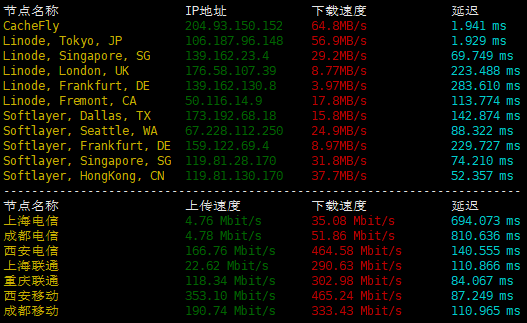 节点名称 IP地址 下载速度 延迟
CacheFly 204.93.150.152 64.8MB/s 1.941 ms
Linode, Tokyo, JP 106.187.96.148 56.9MB/s 1.929 ms
Linode, Singapore, SG 139.162.23.4 29.2MB/s 69.749 ms
Linode, London, UK 176.58.107.39 8.77MB/s 223.488 ms
Linode, Frankfurt, DE 139.162.130.8 3.97MB/s 283.610 ms
Linode, Fremont, CA 50.116.14.9 17.8MB/s 113.774 ms
Softlayer, Dallas, TX 173.192.68.18 15.8MB/s 142.874 ms
Softlayer, Seattle, WA 67.228.112.250 24.9MB/s 88.322 ms
Softlayer, Frankfurt, DE 159.122.69.4 8.97MB/s 229.727 ms
Softlayer, Singapore, SG 119.81.28.170 31.8MB/s 74.210 ms
Softlayer, HongKong, CN 119.81.130.170 37.7MB/s 52.357 ms
----------------------------------------------------------------------
节点名称 上传速度 下载速度 延迟
上海电信 4.76 Mbit/s 35.08 Mbit/s 694.073 ms
成都电信 4.78 Mbit/s 51.86 Mbit/s 810.636 ms
西安电信 166.76 Mbit/s 464.58 Mbit/s 140.555 ms
上海联通 22.62 Mbit/s 290.63 Mbit/s 110.866 ms
重庆联通 118.34 Mbit/s 302.98 Mbit/s 84.067 ms
西安移动 353.10 Mbit/s 465.24 Mbit/s 87.249 ms
成都移动 190.74 Mbit/s 333.43 Mbit/s 110.965 ms